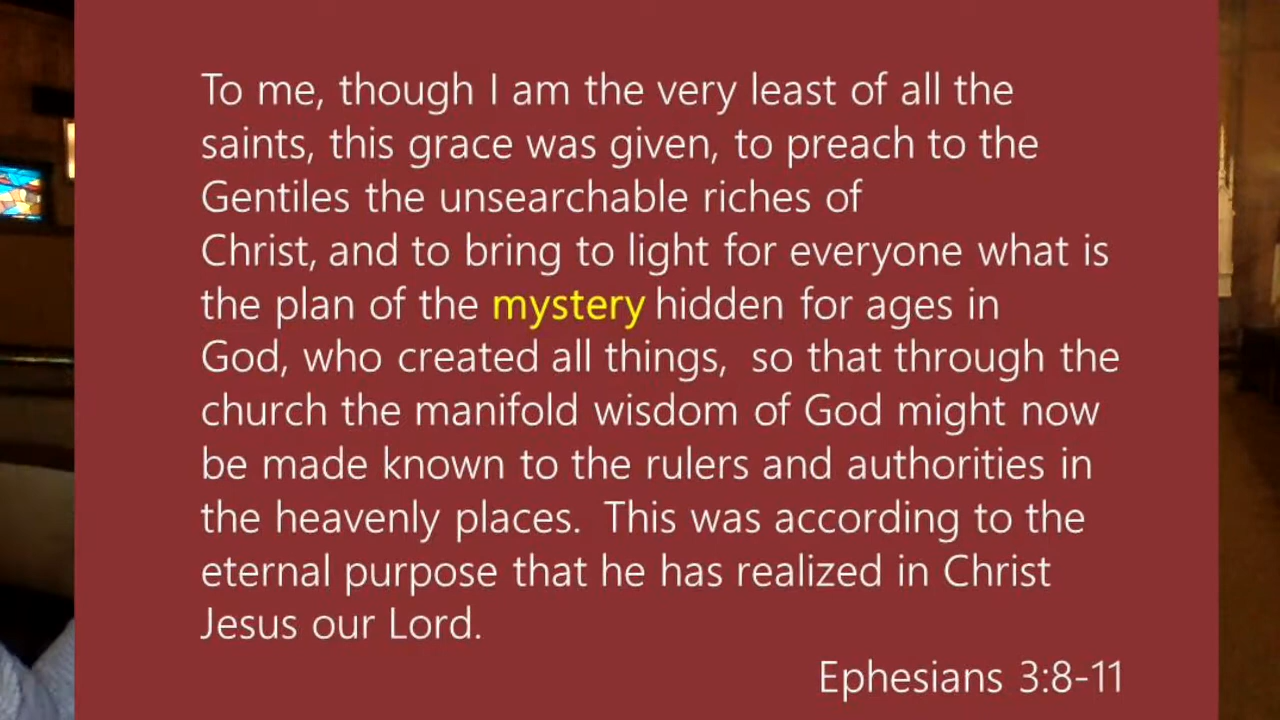 To me, though I am the very least of all the
saints, this grace was given, to preach to the
Gentiles the unsearchable riches of
Christ, and to bring to light for everyone what is
the plan of the mystery hidden for ages in
God, who created all things,  so that through the
church the manifold wisdom of God might now
be made known to the rulers and authorities in
the heavenly places.  This was according to the
eternal purpose that he has realized in Christ
Jesus our Lord.
Ephesians 3:8-11